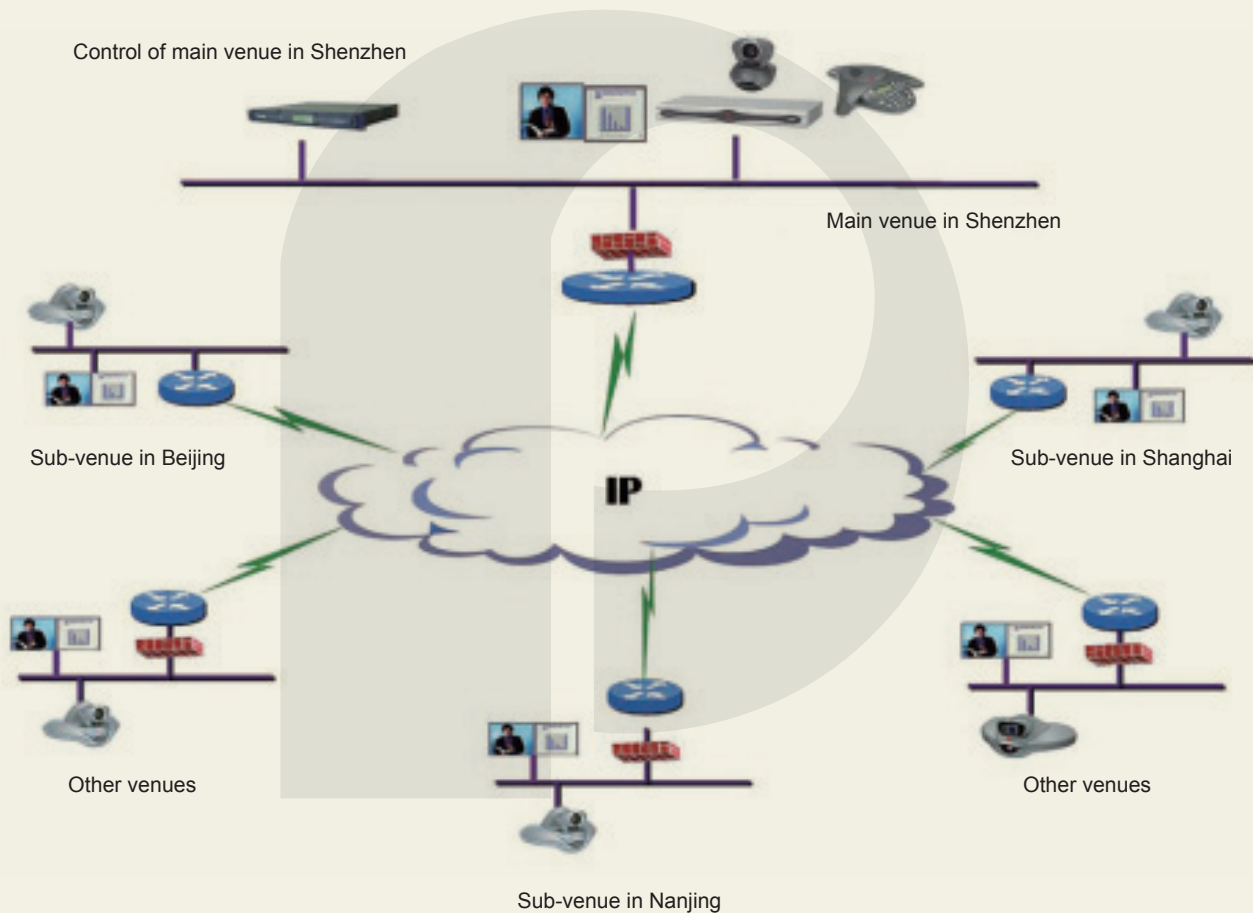 Control of main venue in Shenzhen
Main venue in Shenzhen
Sub-venue in Beijing
Sub-venue in Shanghai
IP
Other venues
Other venues
Sub-venue in Nanjing